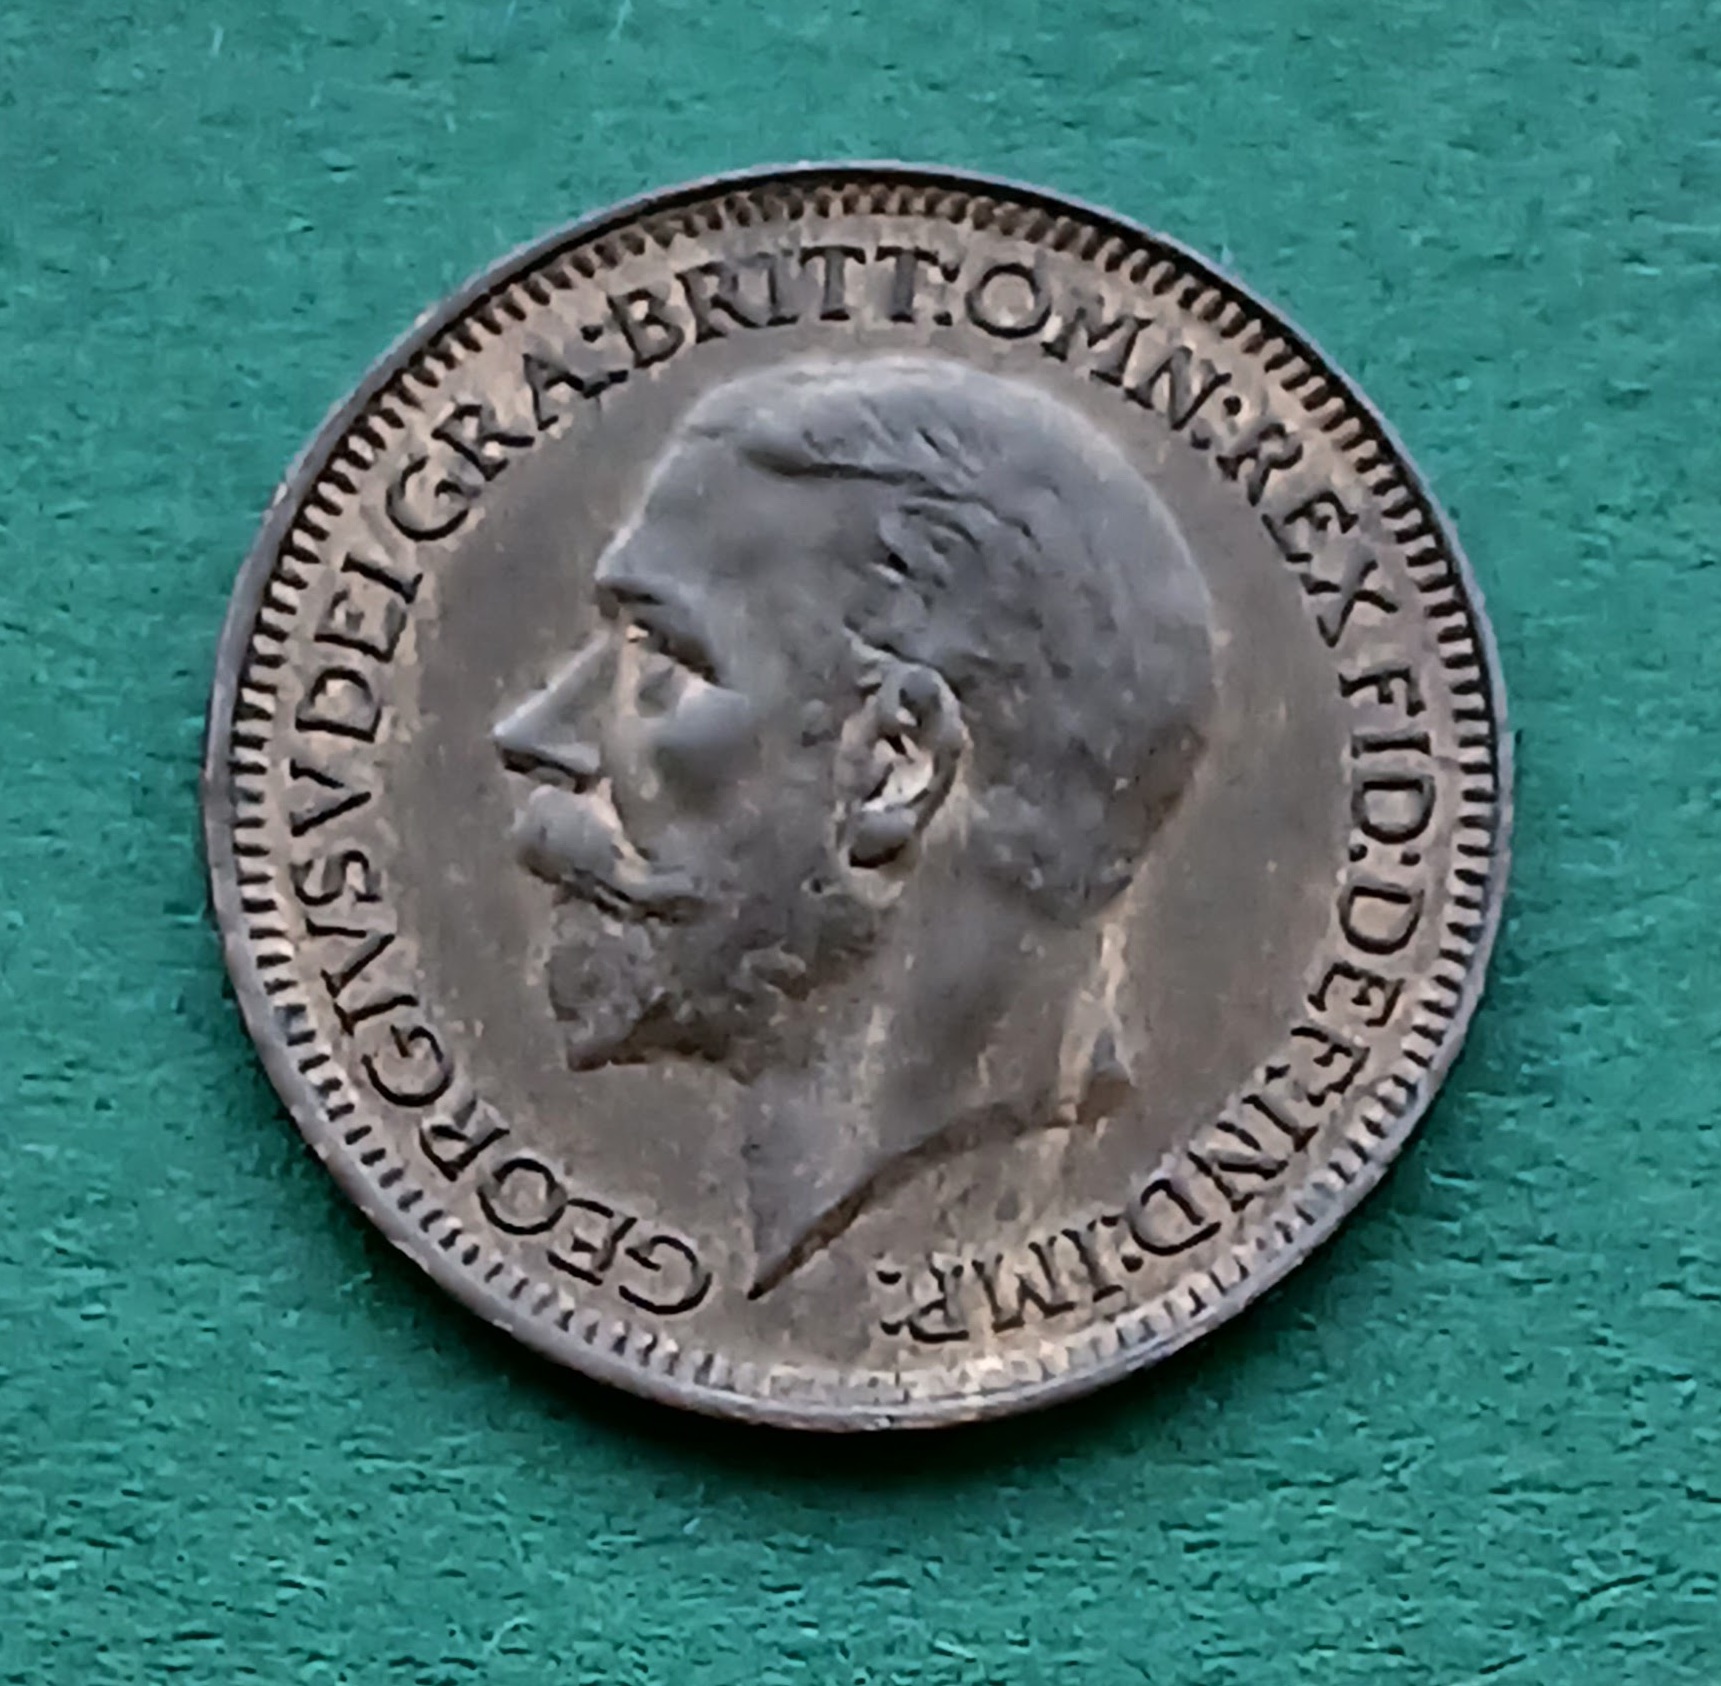 GEORGIVS V DEI GRA:BRITT:OMN:REX FID:DEF:IND:IMP: